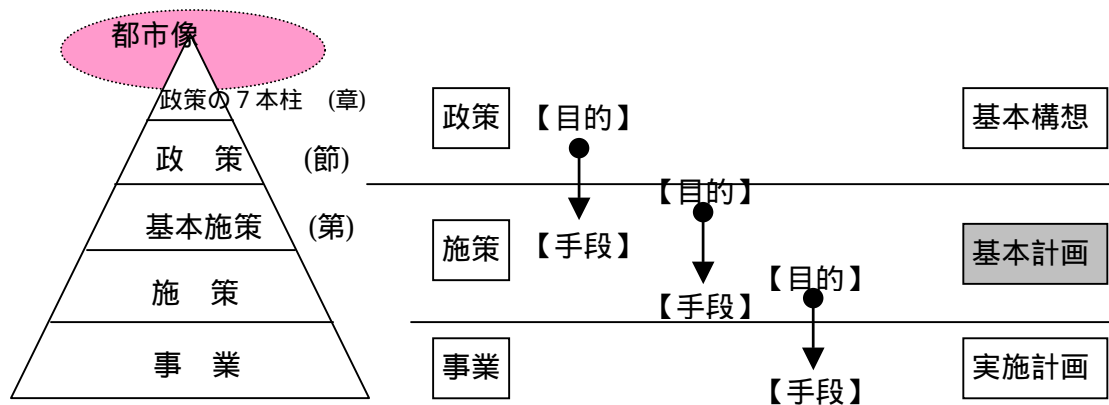 都市像
政策の7本柱 (章)
政 策 (節)
基本施策 (第)
施 策
事 業
政策
【目的】
【手段】
施策
【目的】
【手段】
事業
【目的】
【手段】
基本構想
基本計画
実施計画